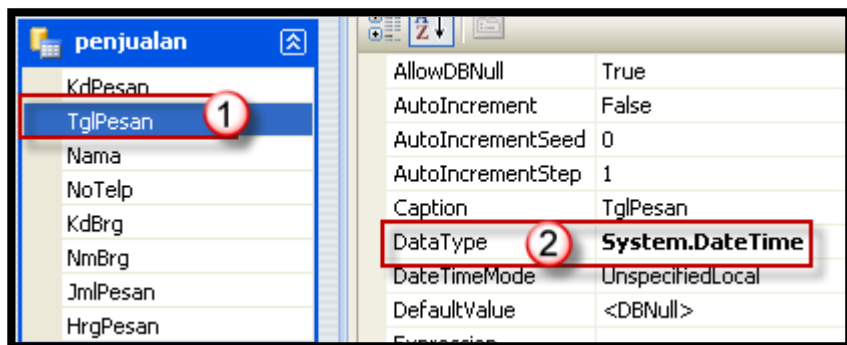 penjualan
KdPesan
TglPesan
1
Nama
NoTelp
KdBrg
NmBrg
JmlPesan
HrgPesan
AllowDBNull True
AutoIncrement False
AutoIncrementSeed 0
AutoIncrementStep 1
Caption TglPesan
DataType 2 System.DateTime
DateTimeMode UnspecifiedLocal
DefaultValue <DBNull>
Expression